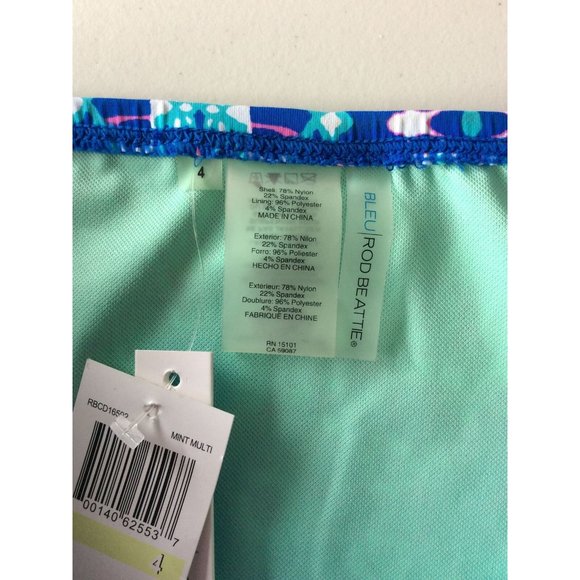 4
Shell: 78% Nylon
22% Spandex
Lining: 96% Polyester
4% Spandex
MADE IN CHINA
Exterior: 78% Nilon
22% Spandex
Forro: 96% Poliester
4% Spandex
HECHO EN CHINA
Exterieur: 78% Nylon
22% Spandex
Doublure: 96% Polyester
4% Spandex
FABRIQUÉ EN CHINE
RN 15101
CA 59087
BLEU|ROD BEATTIE®
RBCD16502
MINT MULTI
00140 62553 7
4